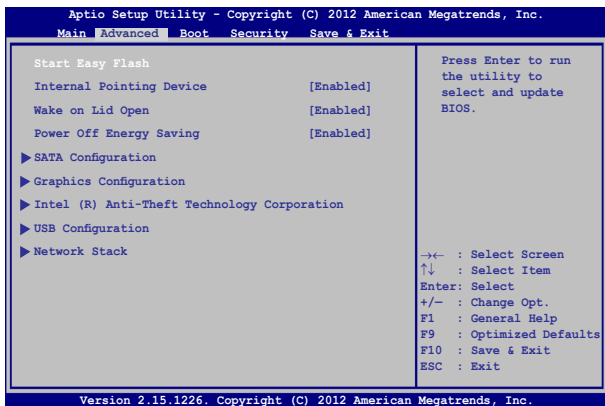 Aptio Setup Utility - Copyright (C) 2012 American Megatrends, Inc.
Main Advanced Boot Security Save & Exit
Start Easy Flash
Internal Pointing Device [Enabled]
Wake on Lid Open [Enabled]
Power Off Energy Saving [Enabled]
SATA Configuration
Graphics Configuration
Intel (R) Anti-Theft Technology Corporation
USB Configuration
Network Stack
Press Enter to run
the utility to
select and update
BIOS.
→← : Select Screen
↑↓ : Select Item
Enter: Select
+/— : Change Opt.
F1 : General Help
F9 : Optimized Defaults
F10 : Save & Exit
ESC : Exit
Version 2.15.1226. Copyright (C) 2012 American Megatrends, Inc.